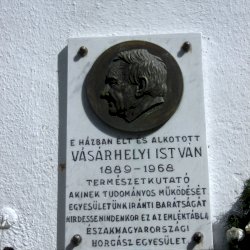 E HÁZBAN ÉLT ÉS ALKOTOTT
VÁSÁRHELYI ISTVÁN
1889-1968
TERMÉSZETKUTATÓ
AKINEK TUDOMÁNYOS MŰKÖDÉSÉT
EGYESÜLETÜNK IRÁNTI BARÁTSÁGÁT
HIRDESSE MINDENKOR EZ AZ EMLÉKTÁBLA
ÉSZAKMAGYARORSZÁGI
HORGÁSZ EGYESÜLET.